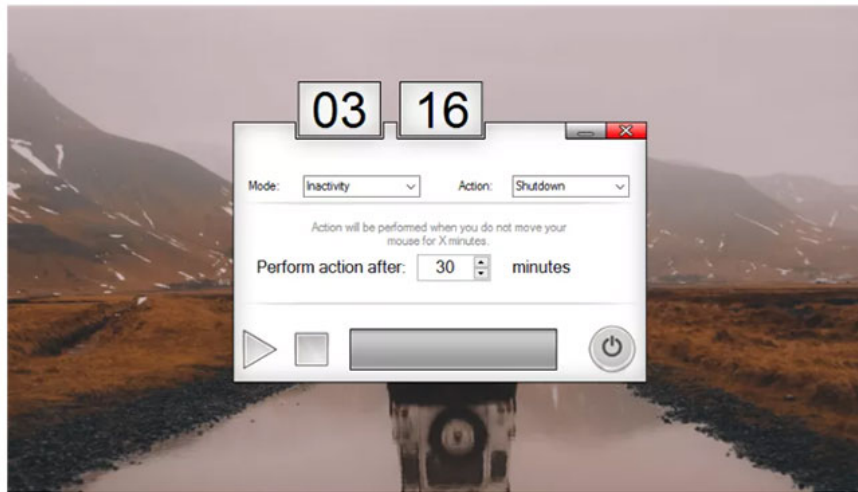 03 16
Mode: Inactivity Action: Shutdown
Action will be performed when you do not move your
mouse for X minutes.
Perform action after: 30 minutes